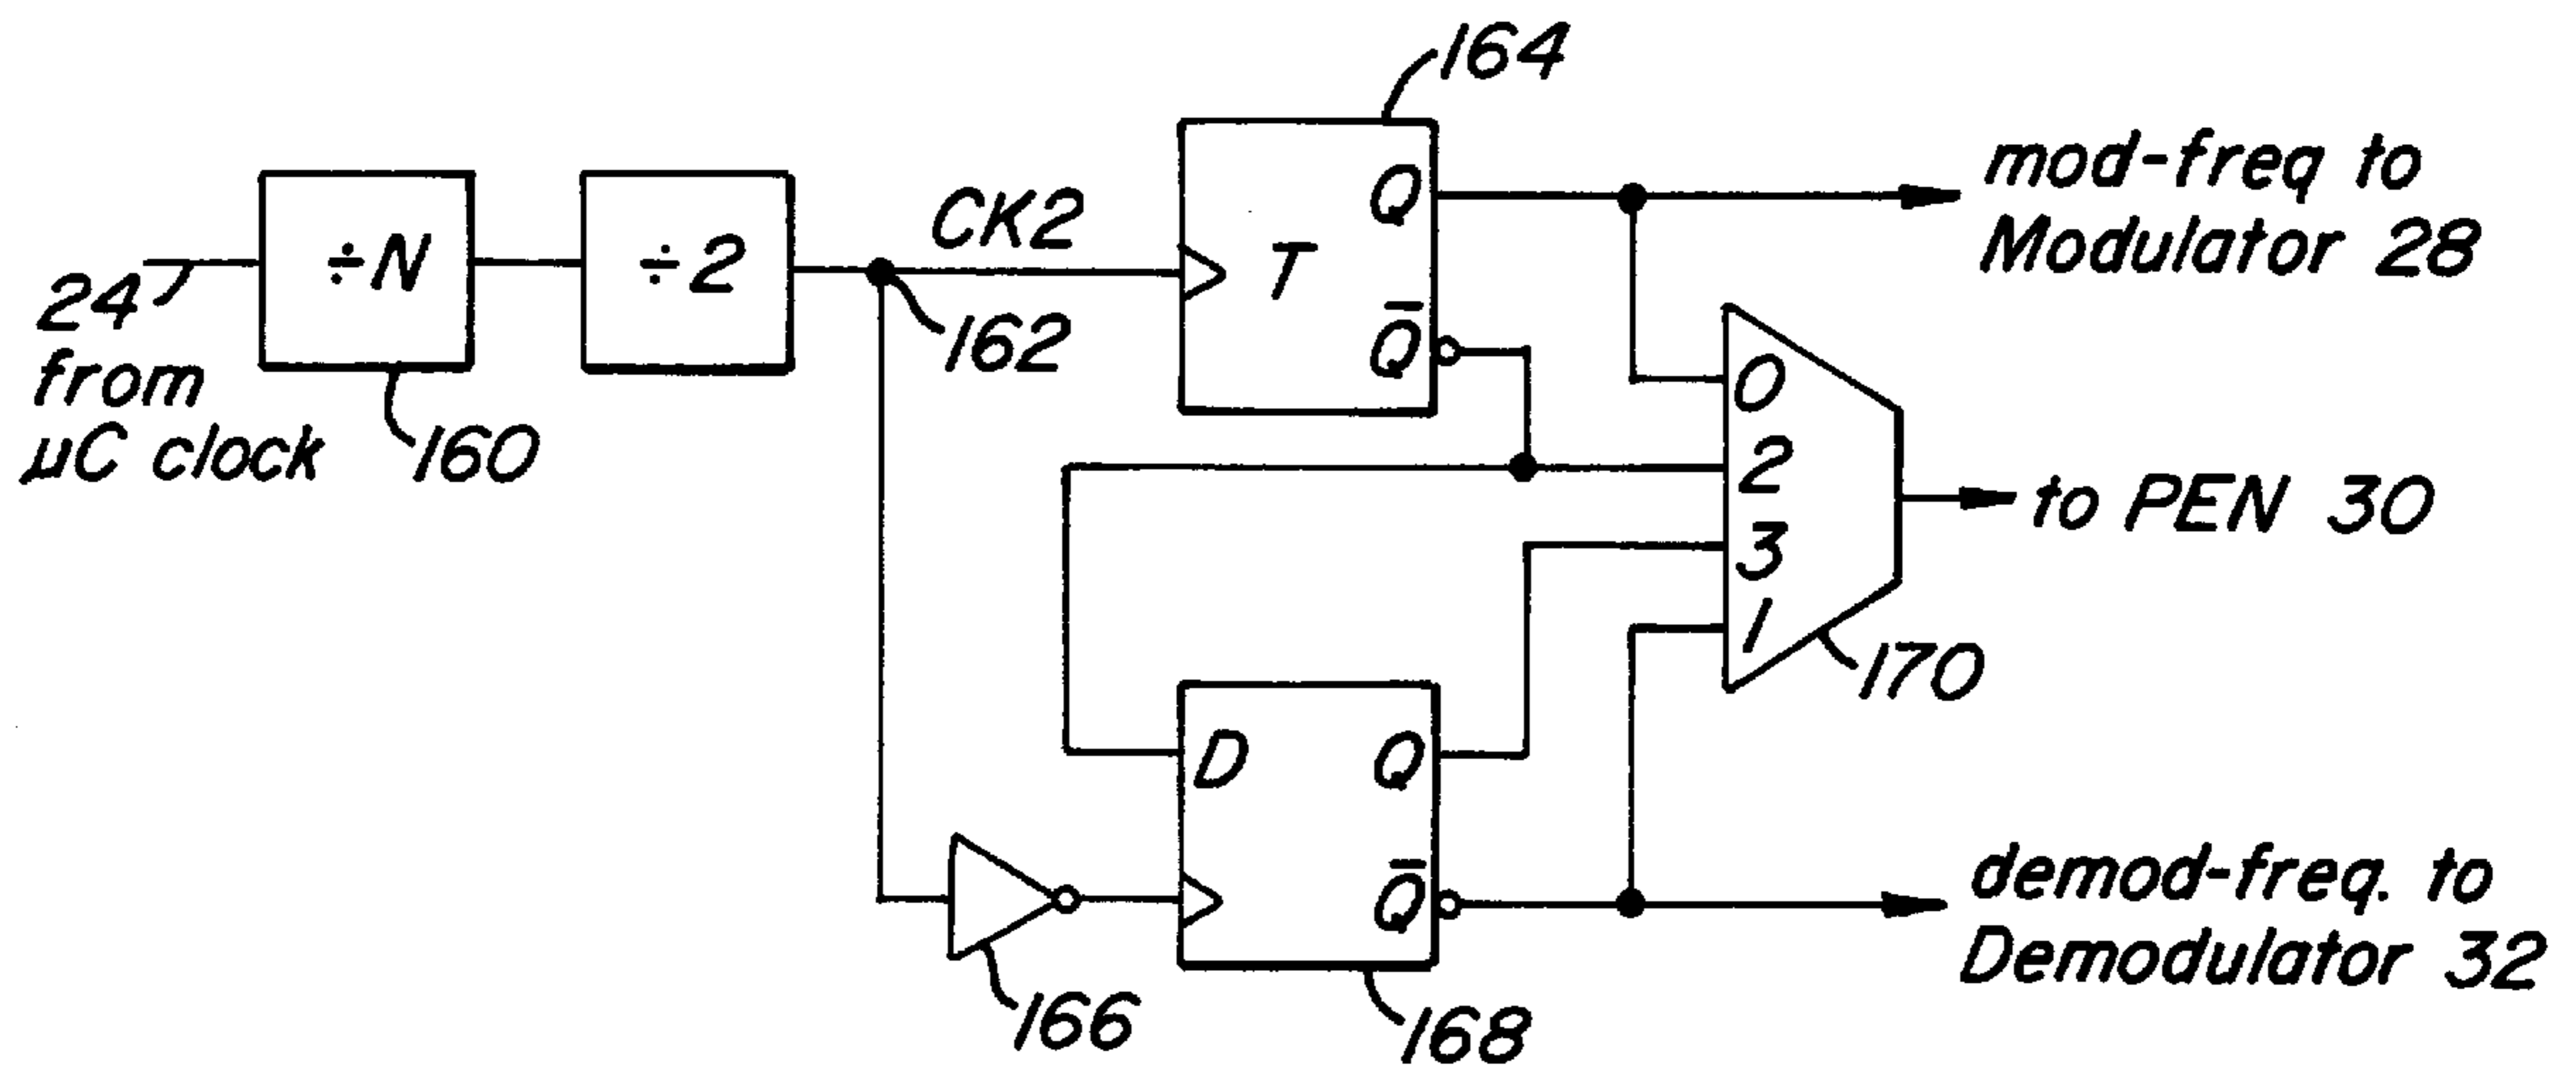 164
mod-freq to
Modulator 28
÷N
÷2
CK2
T
Q
Q̅
24
from
μC clock
160
162
0
2
3
1
to PEN 30
170
D
Q
Q̅
demod-freq. to
Demodulator 32
166
168